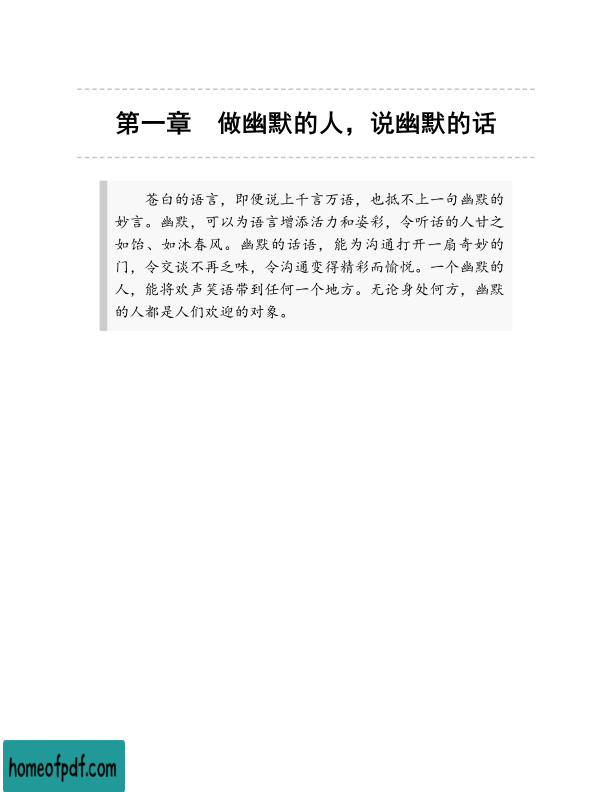 第一章　做幽默的人，说幽默的话
苍白的语言，即便说上千言万语，也抵不上一句幽默的
妙言。幽默，可以为语言增添活力和姿彩，令听话的人甘之
如饴、如沐春风。幽默的话语，能为沟通打开一扇奇妙的
门，令交谈不再乏味，令沟通变得精彩而愉悦。一个幽默的
人，能将欢声笑语带到任何一个地方。无论身处何方，幽默
的人都是人们欢迎的对象。
homeofpdf.com